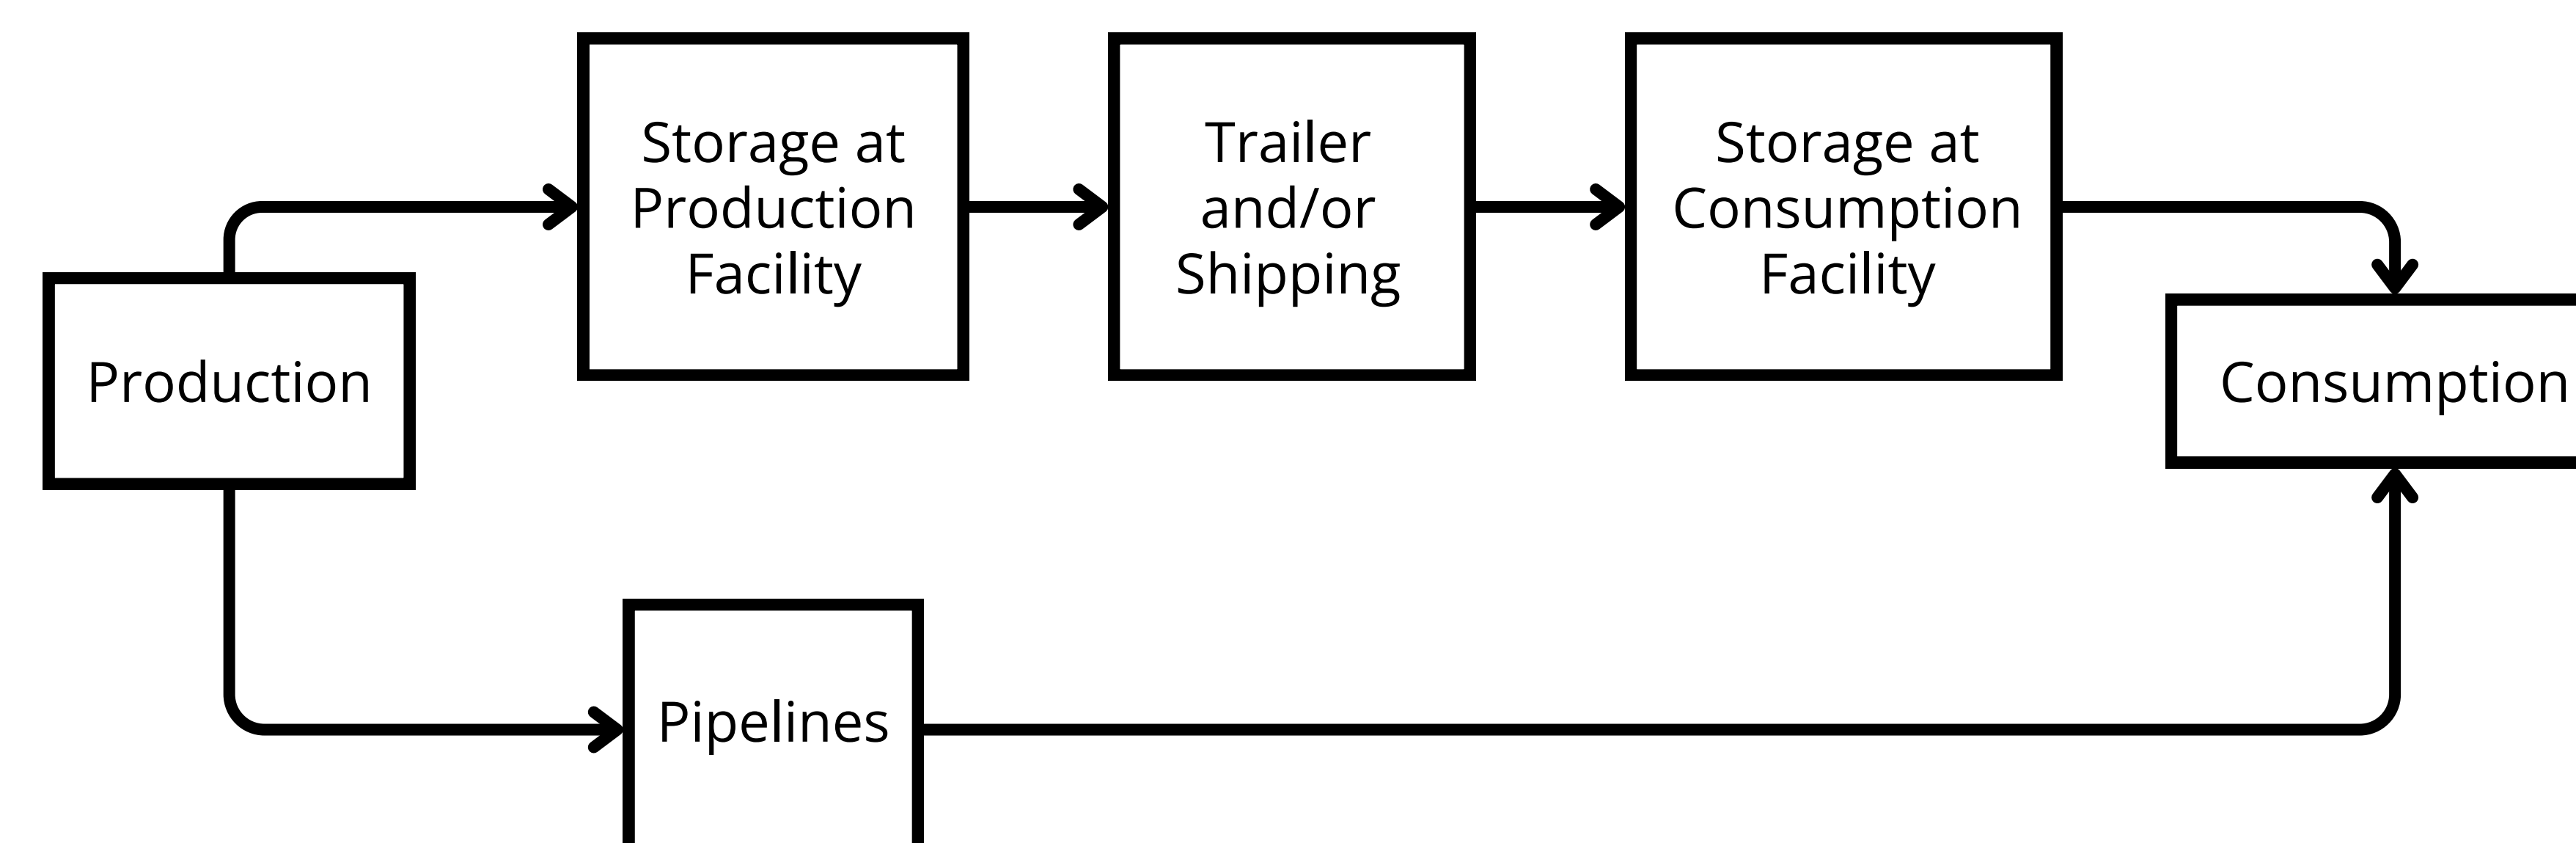 Storage at
Production
Facility
Trailer
and/or
Shipping
Storage at
Consumption
Facility
Production
Consumption
Pipelines